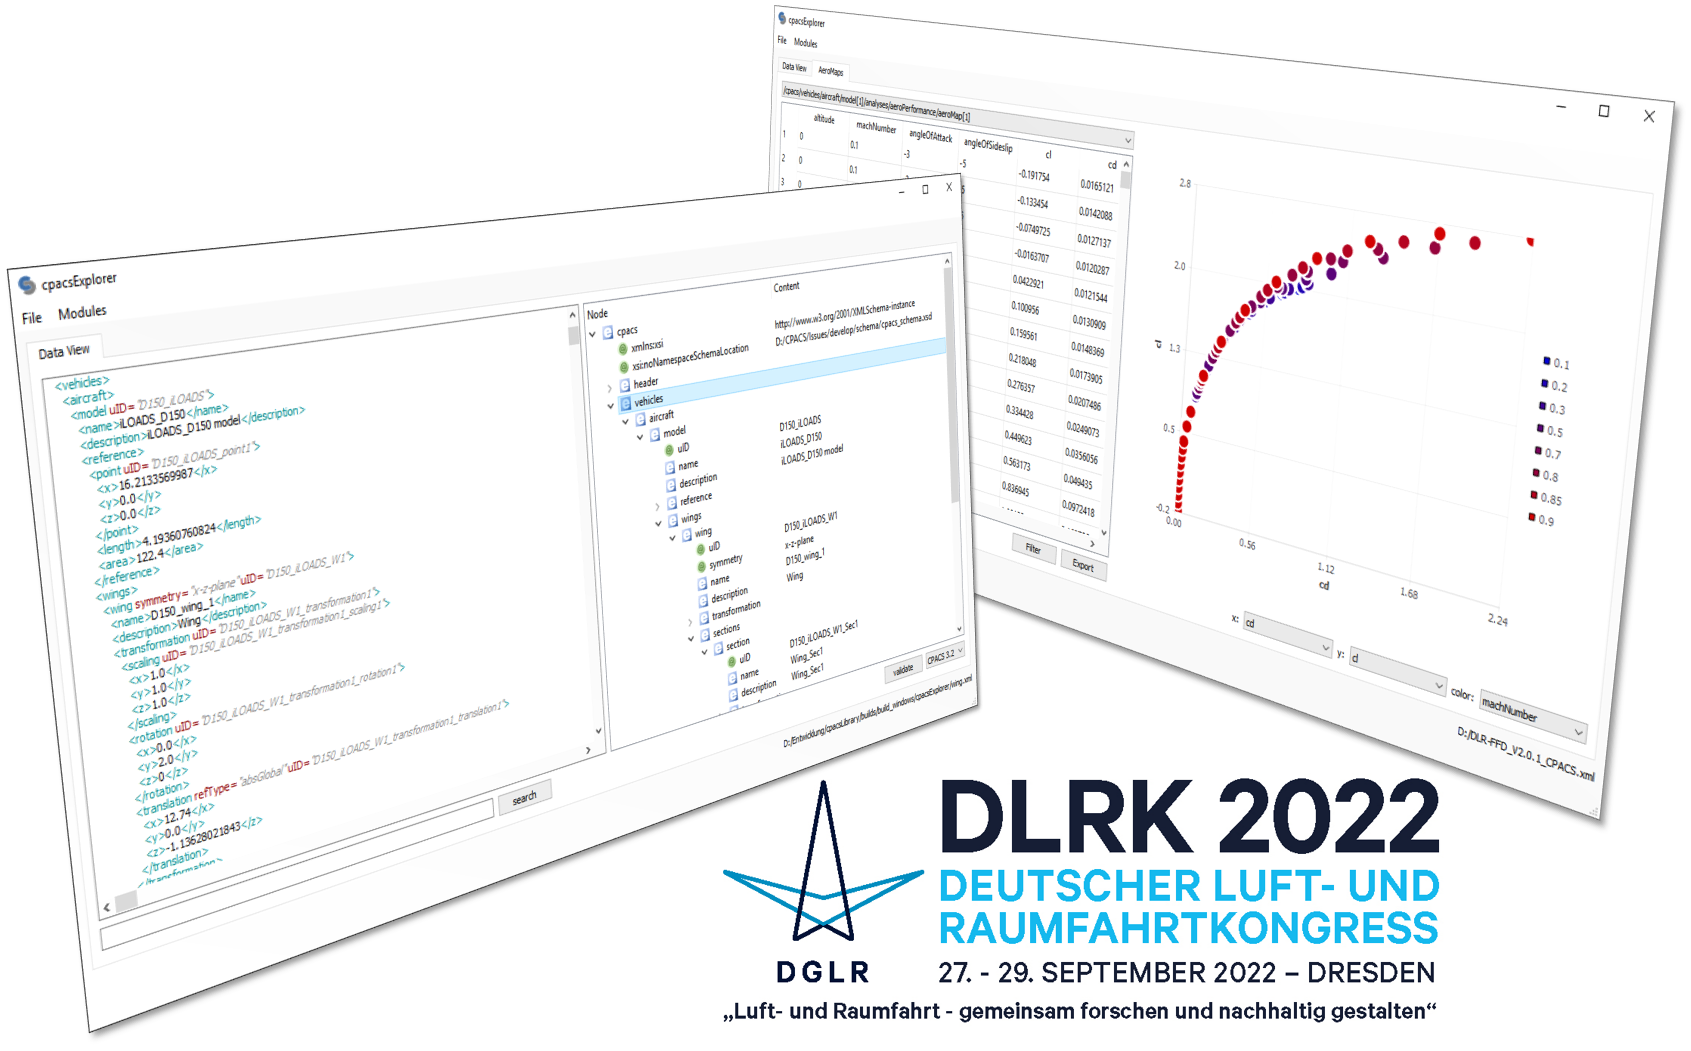 cpacsExplorer
File Modules
Data View AeroMaps
/cpacs/vehicles/aircraft/model[1]/analyses/aeroPerformance/aeroMap[1]
altitude machNumber angleOfAttack angleOfSideslip cl cd
1 0 0.1 -3 -5 -0.191754 0.0165121
2 0 0.1 -0.133454 0.0142088
3 0 -0.0749725 0.0127137
-0.0163707 0.0120287
0.0422921 0.0121544
0.100956 0.0130909
0.159561 0.0148369
0.218048 0.0173905
0.276357 0.0207486
0.334428 0.0249073
0.449623 0.0356056
0.563173 0.049435
0.836945 0.0972418
Filter Export
2.8
2.0
1.3
0.5
-0.2
cl
0.00 0.56 1.12 1.68 2.24
cd
0.1
0.2
0.3
0.5
0.7
0.8
0.85
0.9
x: cd y: cl color: machNumber
D:/DLR-FFD_V2.0.1_CPACS.xml
cpacsExplorer
File Modules
Data View
<vehicles>
<aircraft>
<model uID="D150_iLOADS">
<name>iLOADS_D150</name>
<description>iLOADS_D150 model</description>
<reference>
<point uID="D150_iLOADS_point1">
<x>16.2133569987</x>
<y>0.0</y>
<z>0.0</z>
</point>
<length>4.19360760824</length>
<area>122.4</area>
</reference>
<wings>
<wing symmetry="x-z-plane"uID="D150_iLOADS_W1">
<name>D150_wing_1</name>
<description>Wing</description>
<transformation uID="D150_iLOADS_W1_transformation1">
<scaling uID="D150_iLOADS_W1_transformation1_scaling1">
<x>1.0</x>
<y>1.0</y>
<z>1.0</z>
</scaling>
<rotation uID="D150_iLOADS_W1_transformation1_rotation1">
<x>0.0</x>
<y>2.0</y>
<z>0</z>
</rotation>
<translation refType="absGlobal"uID="D150_iLOADS_W1_transformation1_translation1">
<x>12.74</x>
<y>0.0</y>
<z>-1.13628021843</z>
</translation>
</transformation>
search
Node Content
cpacs
xmlns:xsi http://www.w3.org/2001/XMLSchema-instance
xsi:noNamespaceSchemaLocation D:/CPACS/Issues/develop/schema/cpacs_schema.xsd
header
vehicles
aircraft
model
uID D150_iLOADS
name iLOADS_D150
description iLOADS_D150 model
reference
wings
wing
uID D150_iLOADS_W1
symmetry x-z-plane
name D150_wing_1
description Wing
transformation
sections
section
uID D150_iLOADS_W1_Sec1
name Wing_Sec1
description Wing_Sec1
validate CPACS 3.2
D:/Entwicklung/cpacsLibrary/builds/build_windows/cpacsExplorer/wing.xml
DGLR
DLRK 2022
DEUTSCHER LUFT- UND
RAUMFAHRTKONGRESS
27. - 29. SEPTEMBER 2022 – DRESDEN
„Luft- und Raumfahrt - gemeinsam forschen und nachhaltig gestalten“